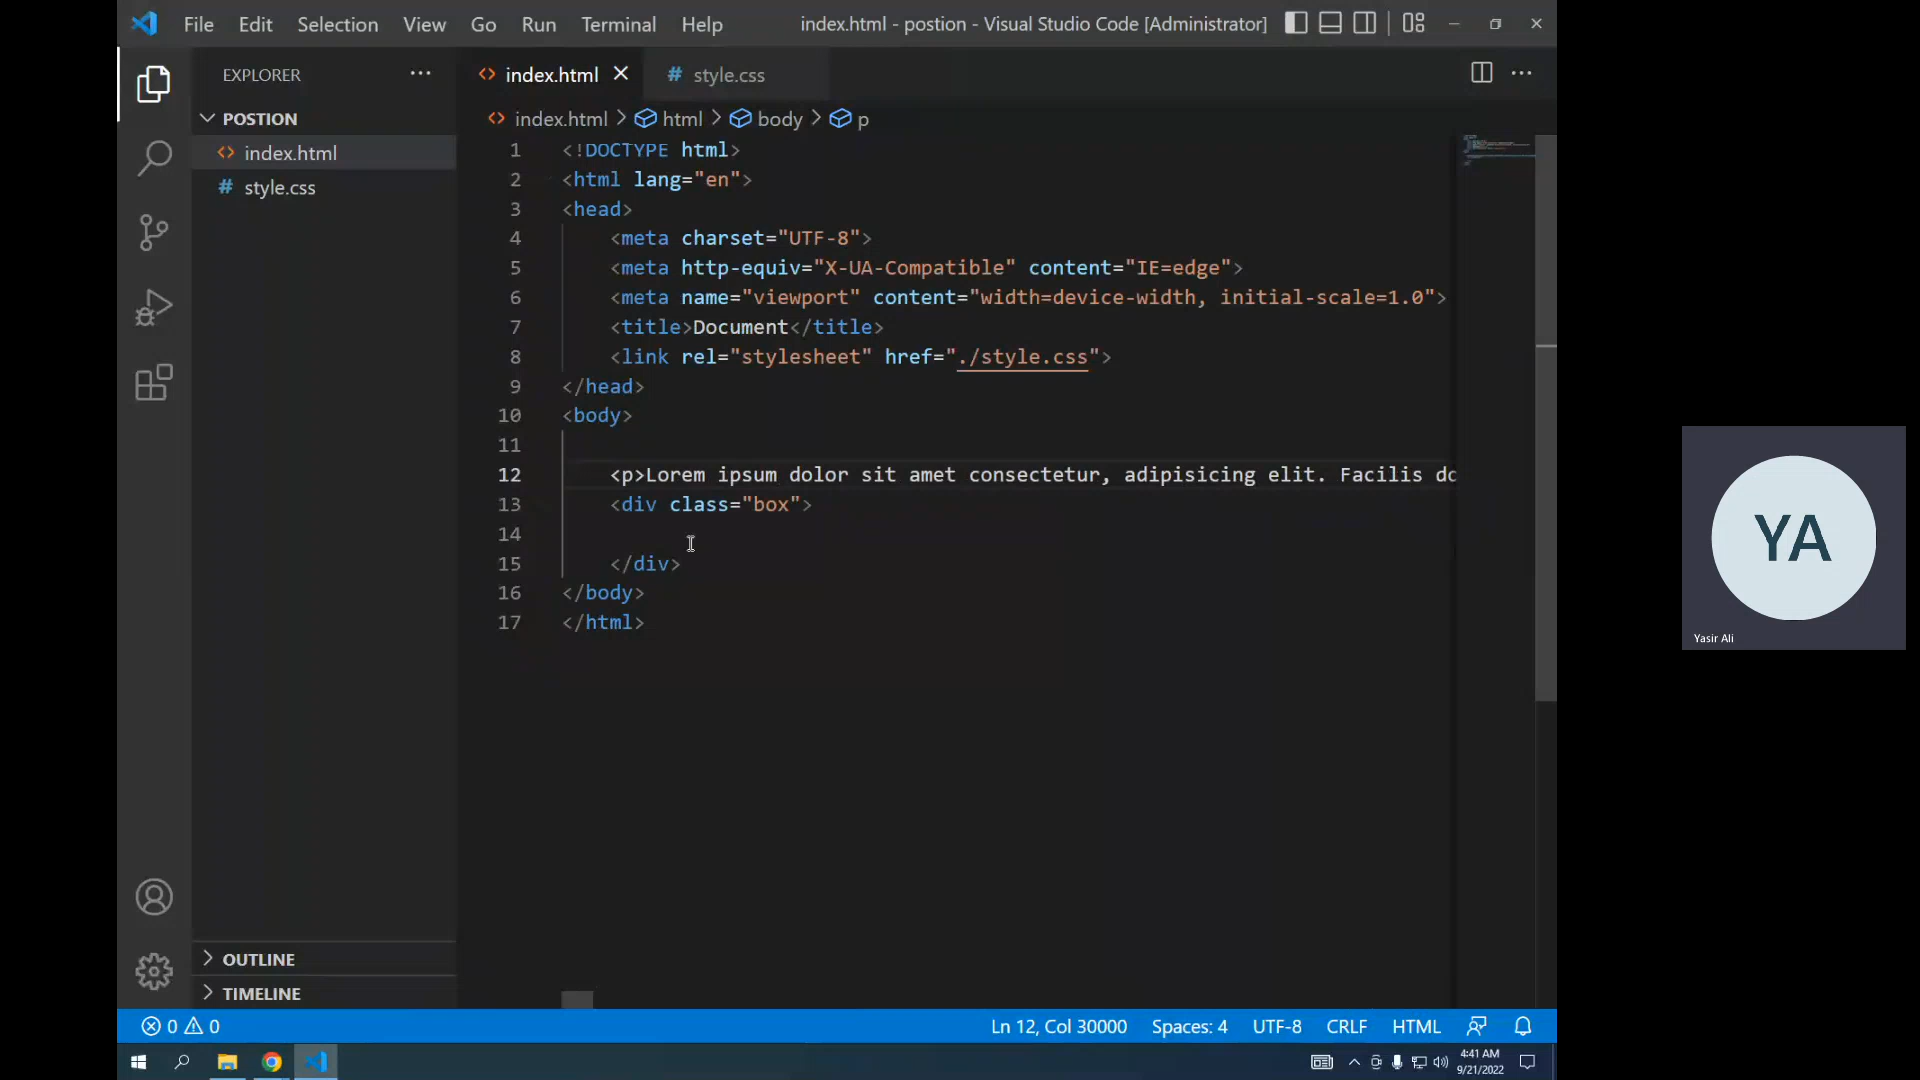 File Edit Selection View Go Run Terminal Help index.html - postion - Visual Studio Code [Administrator]
EXPLORER
index.html
# style.css
POSTION
index.html > html > body > p
index.html
# style.css
1 <!DOCTYPE html>
2 <html lang="en">
3 <head>
4 <meta charset="UTF-8">
5 <meta http-equiv="X-UA-Compatible" content="IE=edge">
6 <meta name="viewport" content="width=device-width, initial-scale=1.0">
7 <title>Document</title>
8 <link rel="stylesheet" href="./style.css">
9 </head>
10 <body>
11
12 <p>Lorem ipsum dolor sit amet consectetur, adipisicing elit. Facilis do
13 <div class="box">
14
15 </div>
16 </body>
17 </html>
YA
Yasir Ali
OUTLINE
TIMELINE
0 0 Ln 12, Col 30000 Spaces: 4 UTF-8 CRLF HTML
4:41 AM
9/21/2022